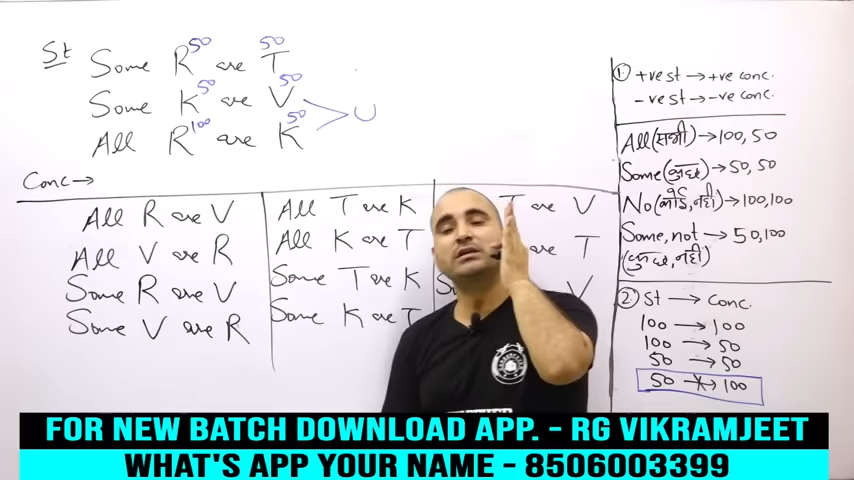 St Some R⁵⁰ are T⁵⁰
Some K⁵⁰ are V⁵⁰
All R¹⁰⁰ are K⁵⁰
U
Conc→
All R are V
All V are R
Some R are V
Some V are R
All T are K
All K are T
Some T are K
Some K are T
T are V
are T
V
① +ve st → +ve conc.
-ve st → -ve conc.
All (सभी) → 100, 50
Some (कुछ) → 50, 50
No (कोई, नहीं) → 100, 100
Some, not → 50, 100
(कुछ, नहीं)
② St → Conc.
100 → 100
100 → 50
50 → 50
50 → 100
FOR NEW BATCH DOWNLOAD APP. - RG VIKRAMJEET
WHAT'S APP YOUR NAME - 8506003399